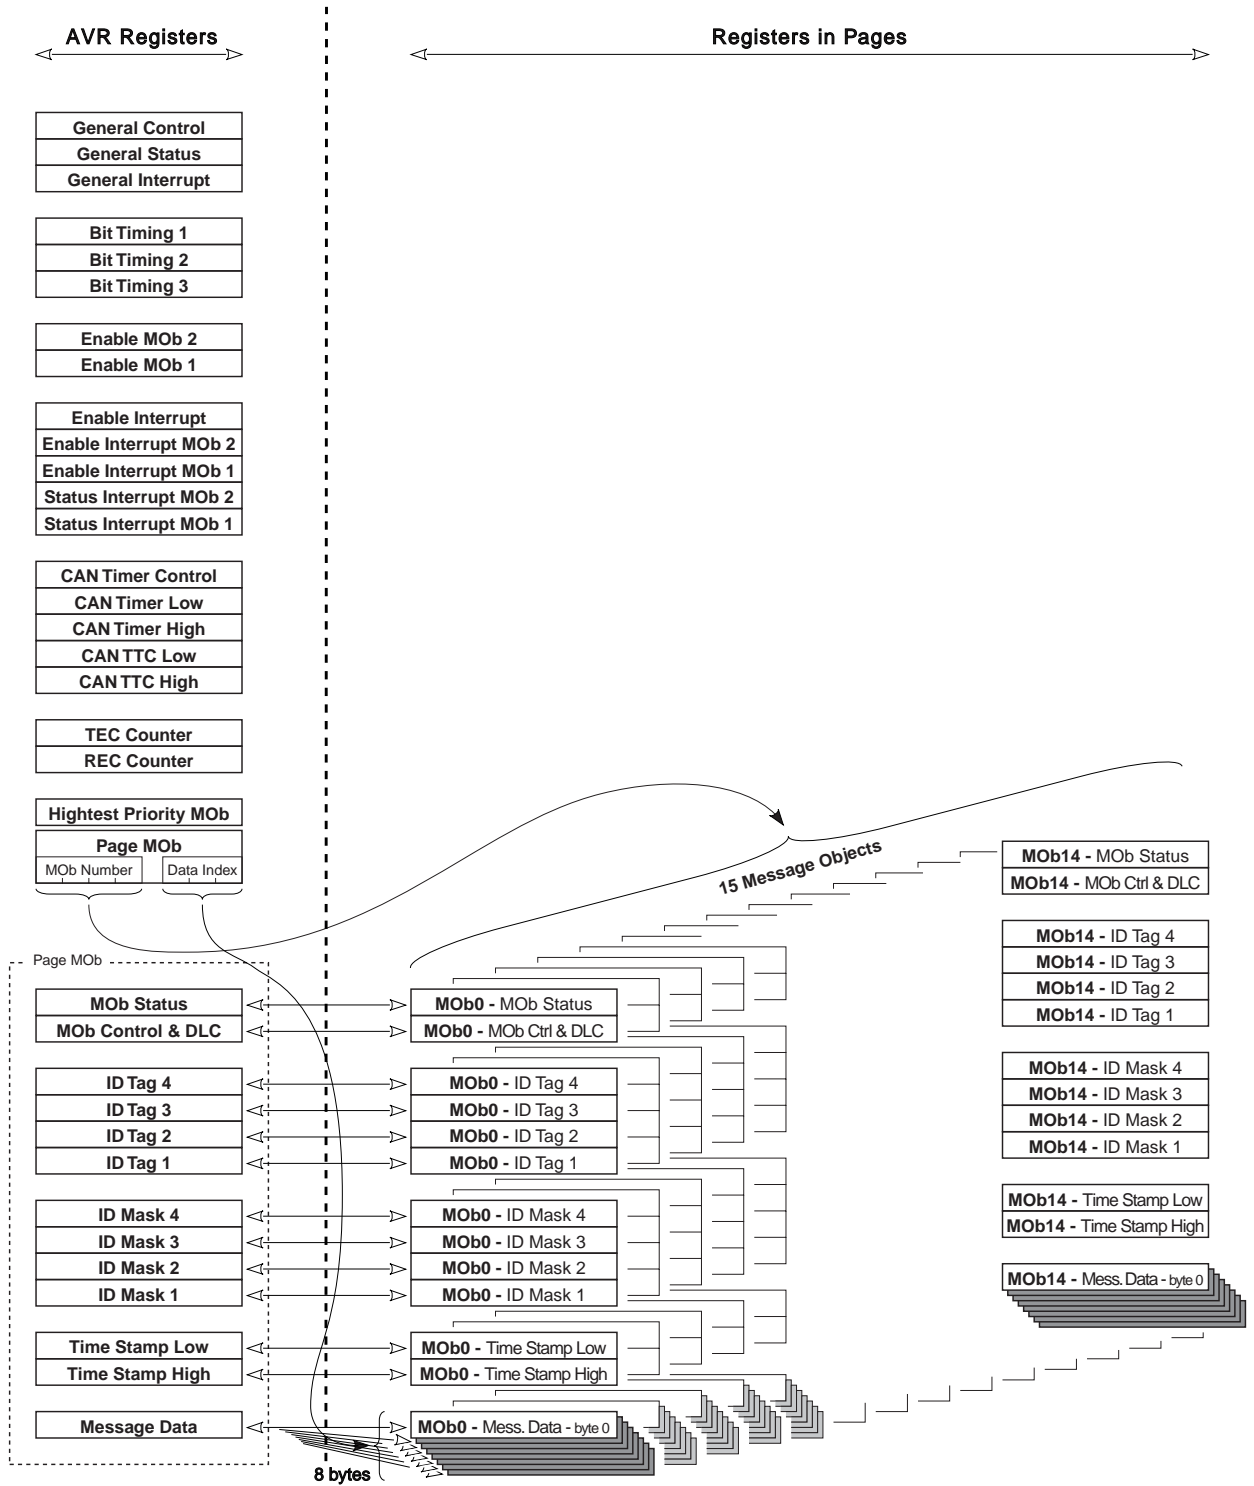 AVR Registers
Registers in Pages
General Control
General Status
General Interrupt
Bit Timing 1
Bit Timing 2
Bit Timing 3
Enable MOb 2
Enable MOb 1
Enable Interrupt
Enable Interrupt MOb 2
Enable Interrupt MOb 1
Status Interrupt MOb 2
Status Interrupt MOb 1
CAN Timer Control
CAN Timer Low
CAN Timer High
CAN TTC Low
CAN TTC High
TEC Counter
REC Counter
Hightest Priority MOb
Page MOb
MOb Number
Data Index
Page MOb
MOb Status
MOb Control & DLC
ID Tag 4
ID Tag 3
ID Tag 2
ID Tag 1
ID Mask 4
ID Mask 3
ID Mask 2
ID Mask 1
Time Stamp Low
Time Stamp High
Message Data
8 bytes
15 Message Objects
MOb0 - MOb Status
MOb0 - MOb Ctrl & DLC
MOb0 - ID Tag 4
MOb0 - ID Tag 3
MOb0 - ID Tag 2
MOb0 - ID Tag 1
MOb0 - ID Mask 4
MOb0 - ID Mask 3
MOb0 - ID Mask 2
MOb0 - ID Mask 1
MOb0 - Time Stamp Low
MOb0 - Time Stamp High
MOb0 - Mess. Data - byte 0
MOb14 - MOb Status
MOb14 - MOb Ctrl & DLC
MOb14 - ID Tag 4
MOb14 - ID Tag 3
MOb14 - ID Tag 2
MOb14 - ID Tag 1
MOb14 - ID Mask 4
MOb14 - ID Mask 3
MOb14 - ID Mask 2
MOb14 - ID Mask 1
MOb14 - Time Stamp Low
MOb14 - Time Stamp High
MOb14 - Mess. Data - byte 0